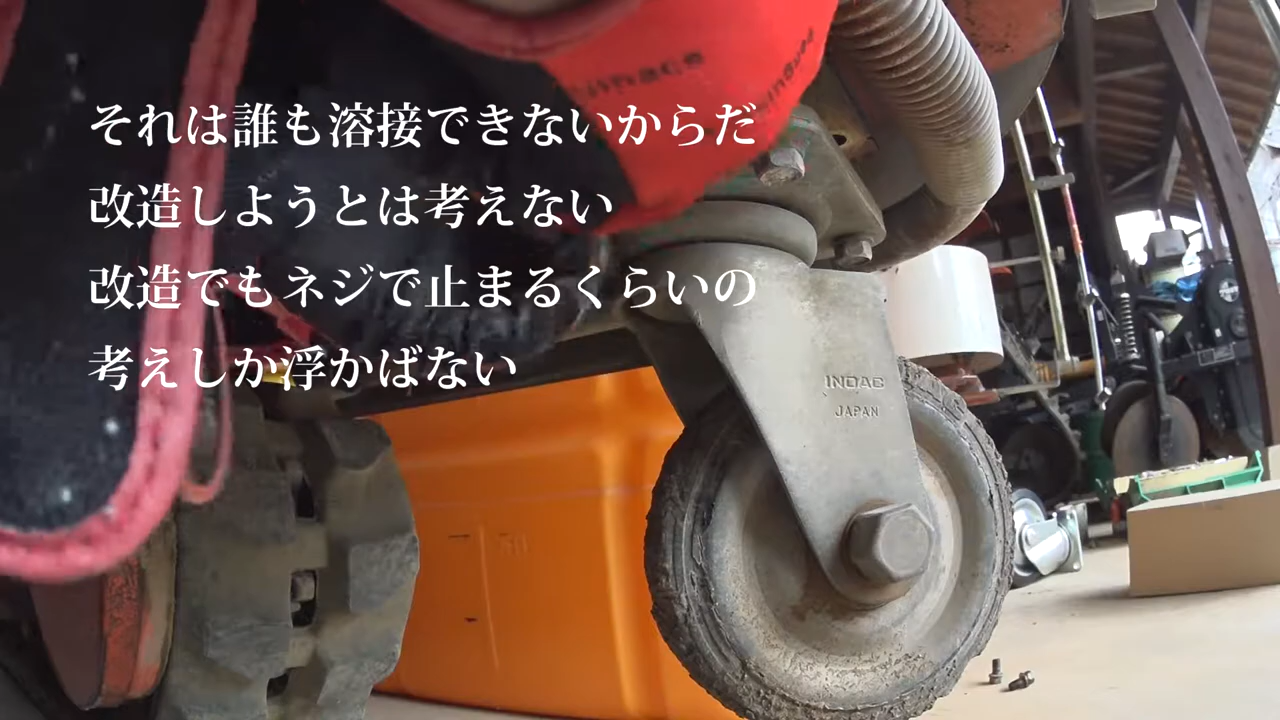 それは誰も溶接できないからだ
改造しようとは考えない
改造でもネジで止まるくらいの
考えしか浮かばない
INOAC
JAPAN